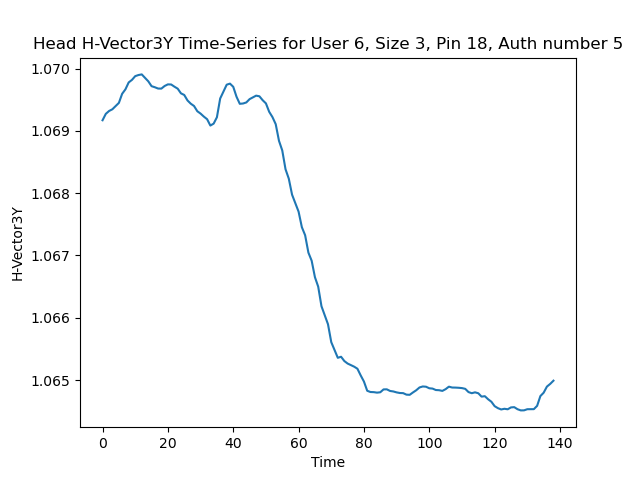 Head H-Vector3Y Time-Series for User 6, Size 3, Pin 18, Auth number 5
1.070
1.069
1.068
1.067
1.066
1.065
H-Vector3Y
0 20 40 60 80 100 120 140
Time